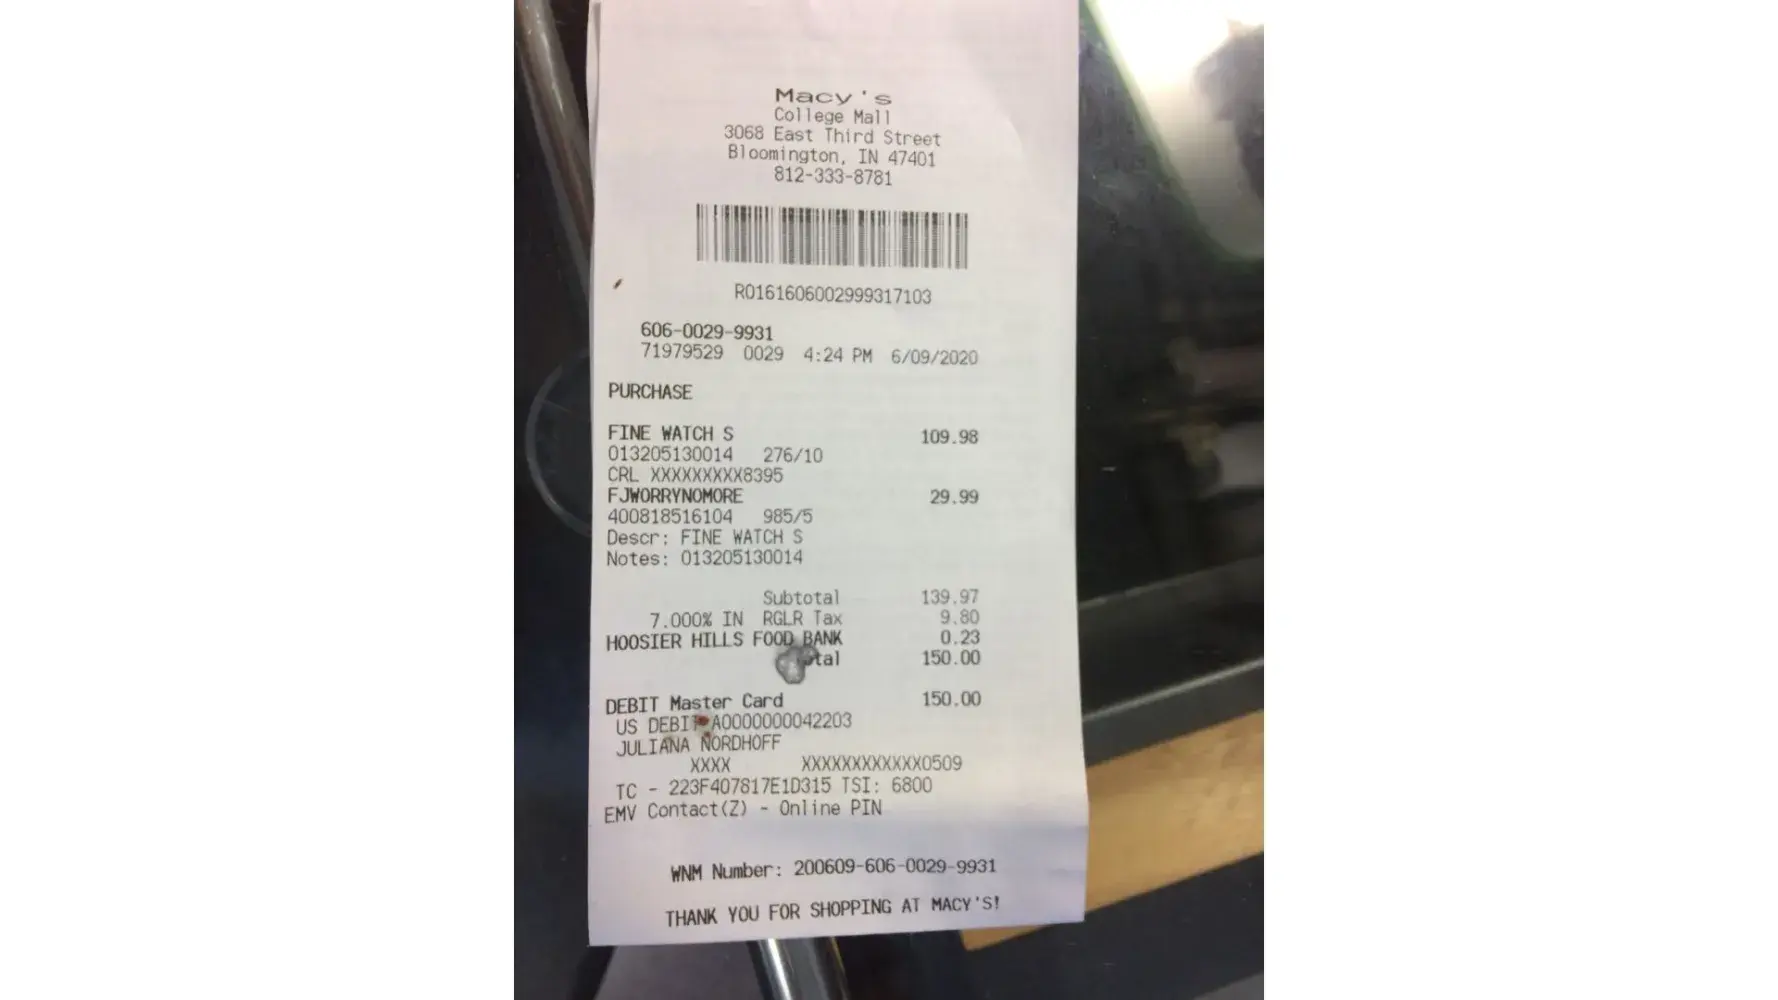 Macy's
College Mall
3068 East Third Street
Bloomington, IN 47401
812-333-8781
R0161606002999317103
606-0029-9931
71979529 0029 4:24 PM 6/09/2020
PURCHASE
FINE WATCH S 109.98
013205130014 276/10
CRL XXXXXXXXX8395
FJWORRYNOMORE 29.99
400818516104 985/5
Descr: FINE WATCH S
Notes: 013205130014
Subtotal 139.97
7.000% IN RGLR Tax 9.80
HOOSIER HILLS FOOD BANK 0.23
otal 150.00
DEBIT Master Card 150.00
US DEBIT A0000000042203
JULIANA NORDHOFF
XXXX XXXXXXXXXXXX0509
TC - 223F407817E1D315 TSI: 6800
EMV Contact(Z) - Online PIN
WNM Number: 200609-606-0029-9931
THANK YOU FOR SHOPPING AT MACY'S!